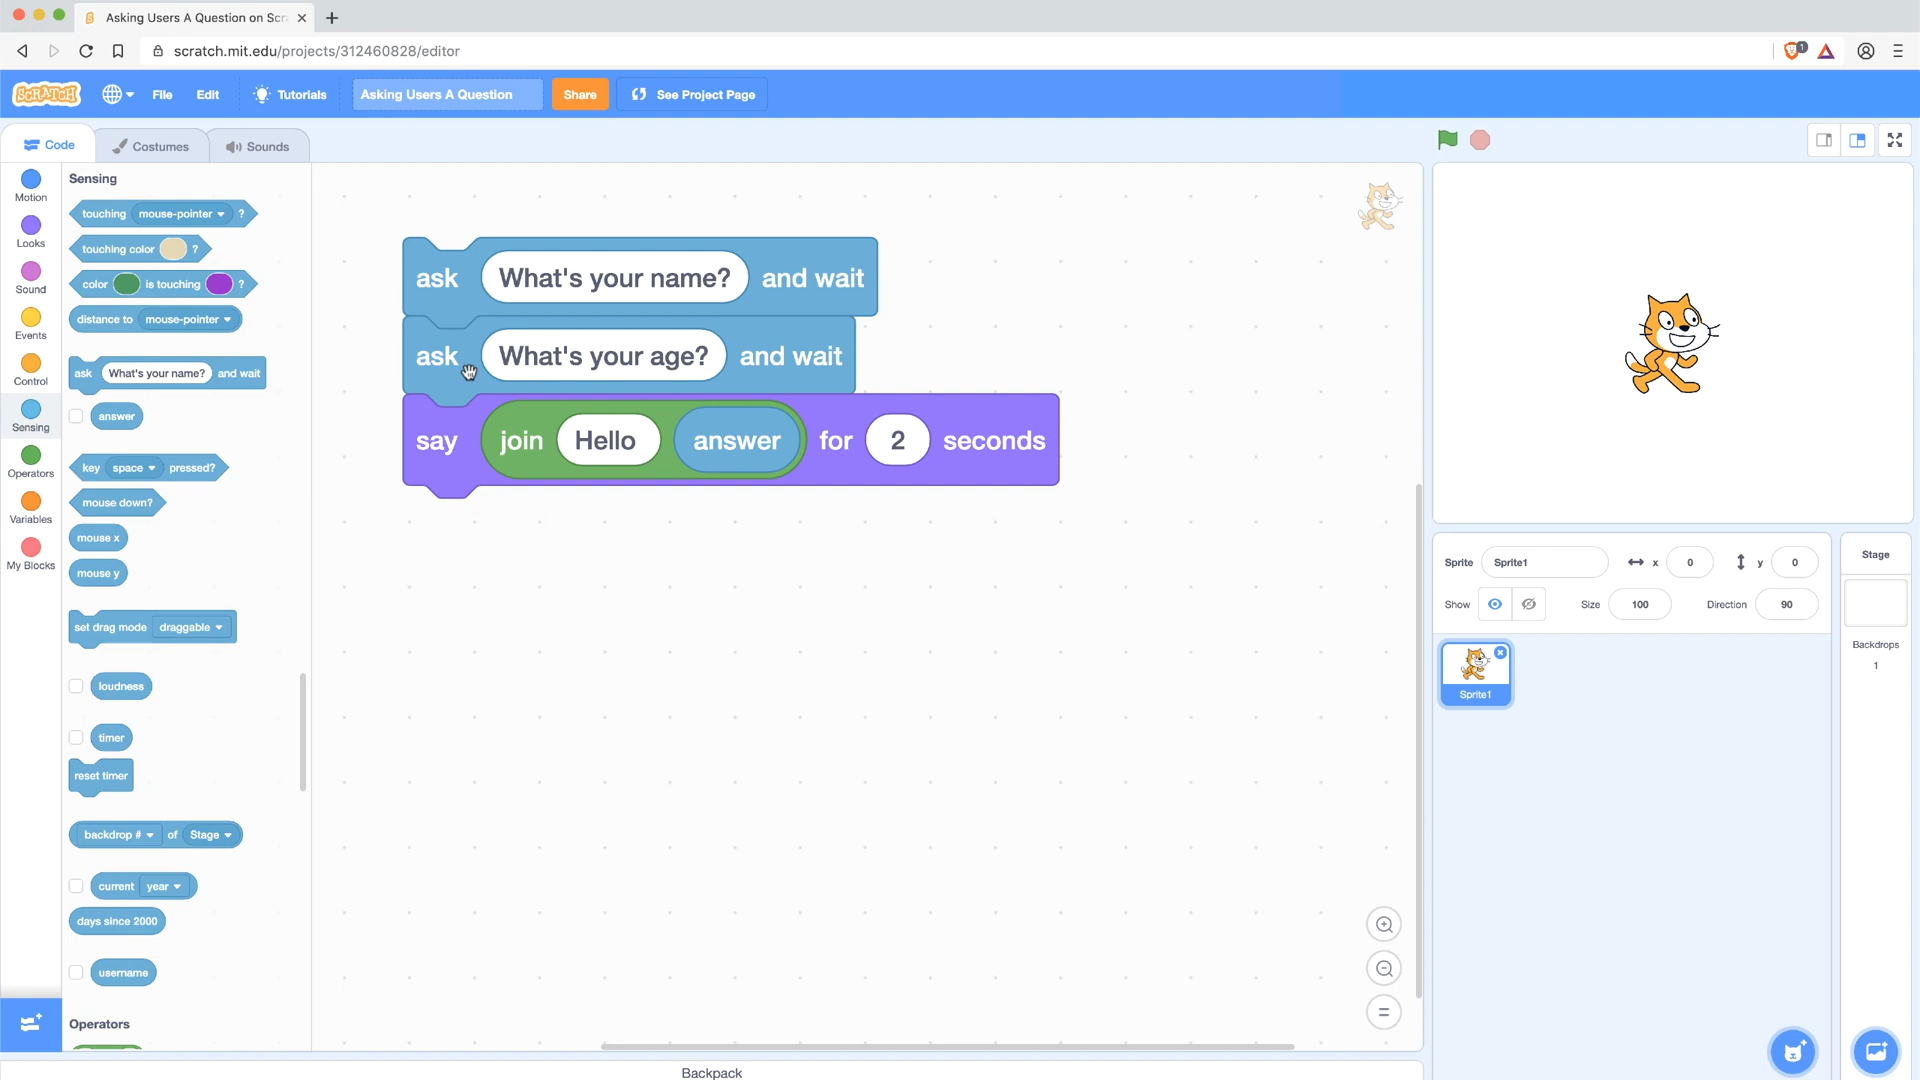 Asking Users A Question on Scr
scratch.mit.edu/projects/312460828/editor
1
SCRATCH
File
Edit
Tutorials
Asking Users A Question
Share
See Project Page
Code
Costumes
Sounds
Motion
Looks
Sound
Events
Control
Sensing
Operators
Variables
My Blocks
Sensing
touching mouse-pointer ?
touching color ?
color is touching ?
distance to mouse-pointer
ask What's your name? and wait
answer
key space pressed?
mouse down?
mouse x
mouse y
set drag mode draggable
loudness
timer
reset timer
backdrop # of Stage
current year
days since 2000
username
Operators
ask What's your name? and wait
ask What's your age? and wait
say join Hello answer for 2 seconds
Backpack
Sprite Sprite1 x 0 y 0
Show Size 100 Direction 90
Sprite1
Stage
Backdrops
1